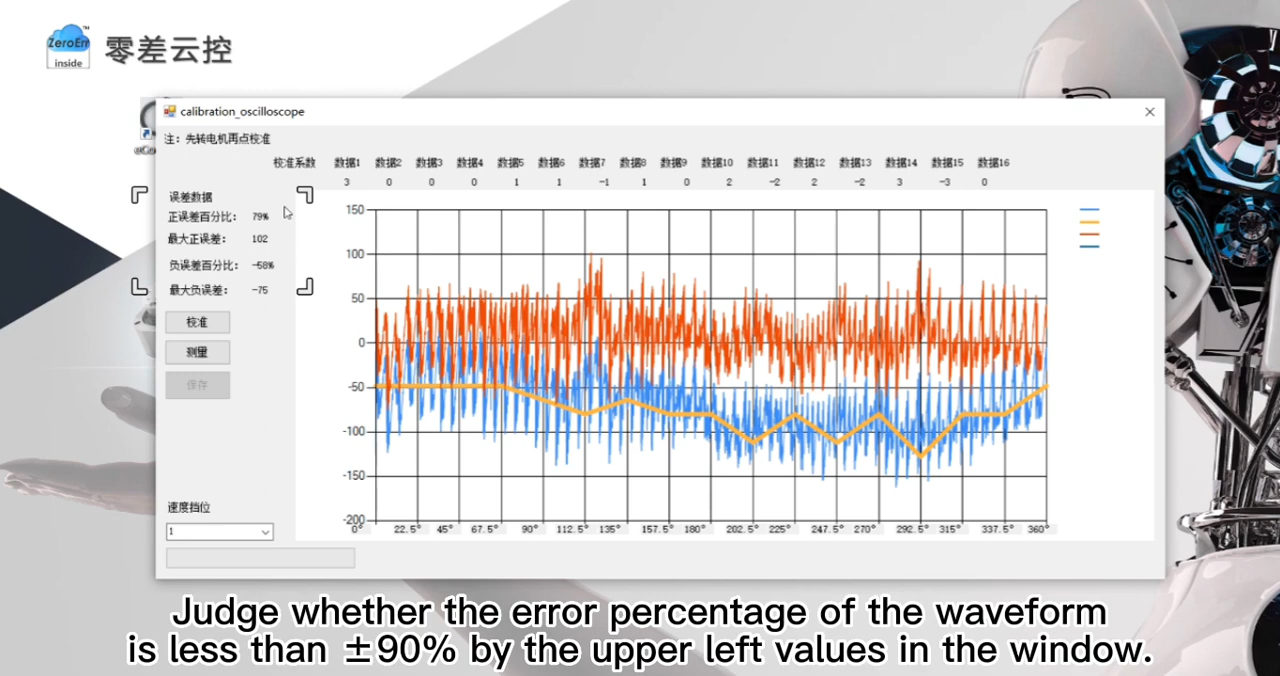 ZeroErr
TM
inside
零差云控
calibration_oscilloscope
注：先转电机再点校准
校准系数 数据1 数据2 数据3 数据4 数据5 数据6 数据7 数据8 数据9 数据10 数据11 数据12 数据13 数据14 数据15 数据16
3 0 0 0 1 1 -1 1 0 2 -2 2 -2 3 -3 0
误差数据
正误差百分比： 79%
最大正误差： 102
负误差百分比： -58%
最大负误差： -75
校准
测量
保存
速度挡位
1
150
100
50
0
-50
-100
-150
-200
0° 22.5° 45° 67.5° 90° 112.5° 135° 157.5° 180° 202.5° 225° 247.5° 270° 292.5° 315° 337.5° 360°
Judge whether the error percentage of the waveform
is less than ±90% by the upper left values in the window.